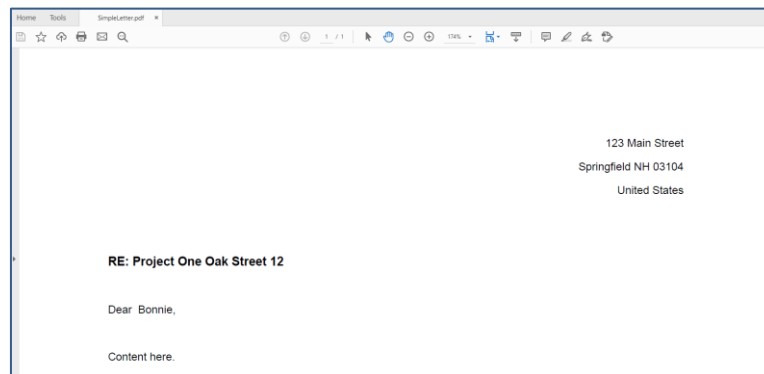 Home Tools SimpleLetter.pdf ×
1 / 1 174%
123 Main Street
Springfield NH 03104
United States
RE: Project One Oak Street 12
Dear Bonnie,
Content here.